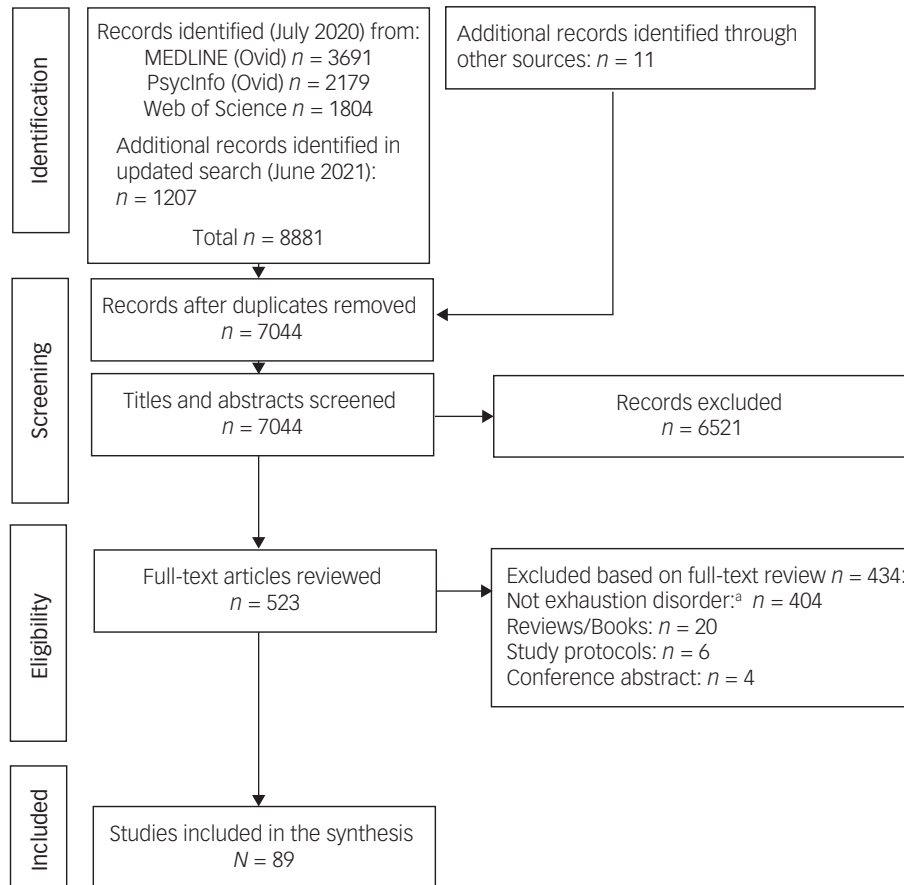 Identification
Records identified (July 2020) from:
MEDLINE (Ovid) n = 3691
PsycInfo (Ovid) n = 2179
Web of Science n = 1804
Additional records identified in
updated search (June 2021):
n = 1207
Total n = 8881
Additional records identified through
other sources: n = 11
Screening
Records after duplicates removed
n = 7044
Titles and abstracts screened
n = 7044
Records excluded
n = 6521
Eligibility
Full-text articles reviewed
n = 523
Excluded based on full-text review n = 434:
Not exhaustion disorder:ᵃ n = 404
Reviews/Books: n = 20
Study protocols: n = 6
Conference abstract: n = 4
Included
Studies included in the synthesis
N = 89